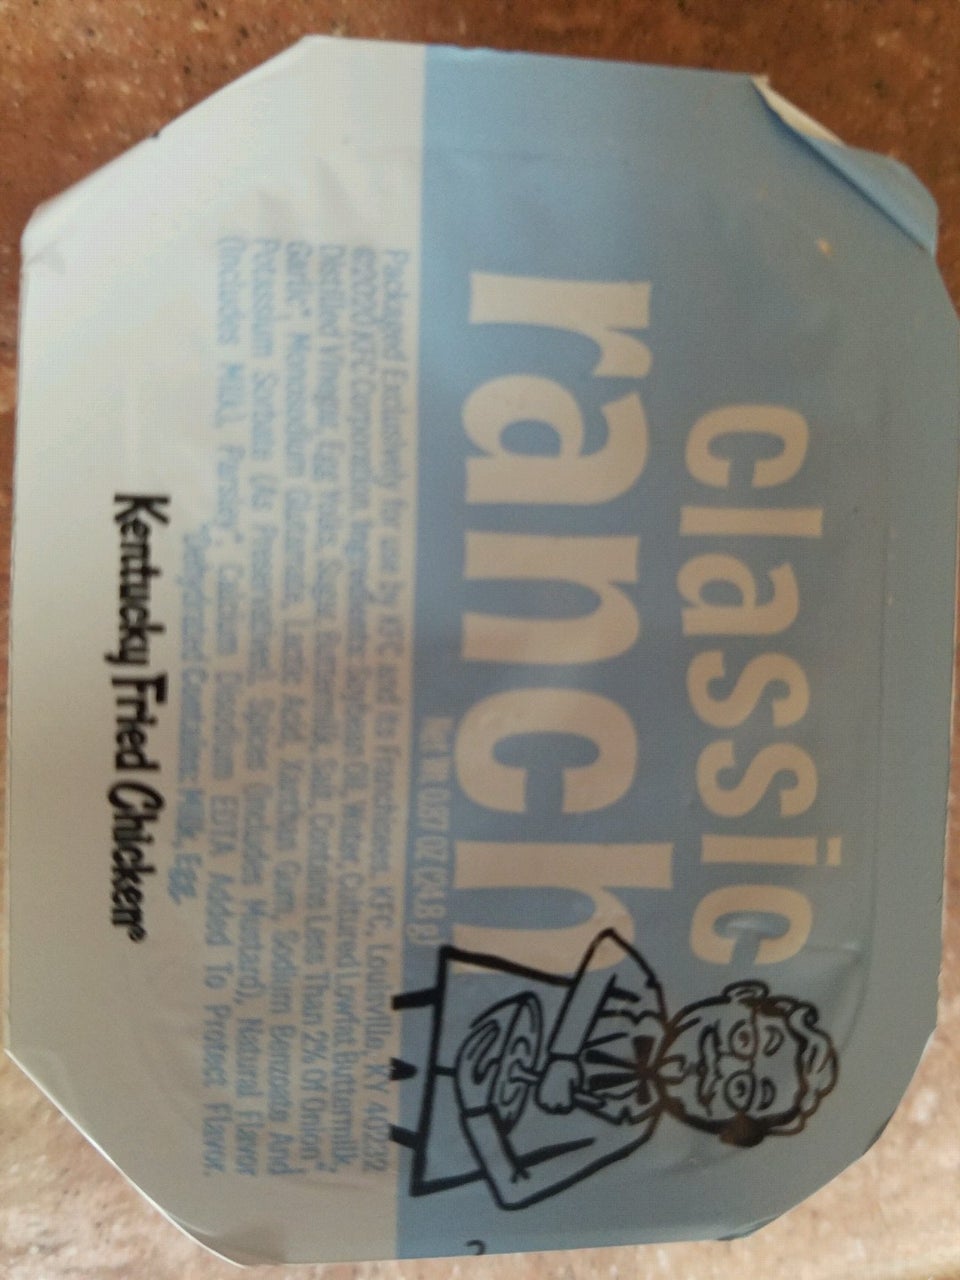 classic
ranch
Net Wt 0.87 OZ (24.8 g)
Packaged Exclusively for use by KFC and its Franchisees. KFC, Louisville, KY 40232
©2020 KFC Corporation. Ingredients: Soybean Oil, Water, Cultured Lowfat Buttermilk,
Distilled Vinegar, Egg Yolks, Sugar, Buttermilk, Salt, Contains Less Than 2% Of Onion*,
Garlic*, Monosodium Glutamate, Lactic Acid, Xanthan Gum, Sodium Benzoate And
Potassium Sorbate (As Preservatives), Spices (Includes Mustard), Natural Flavor
(Includes Milk), Parsley*, Calcium Disodium EDTA Added To Protect Flavor.
*Dehydrated Contains: Milk, Egg.
Kentucky Fried Chicken®